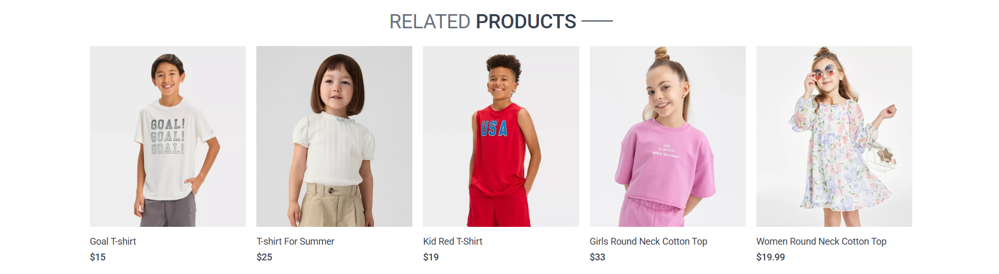 RELATED PRODUCTS
GOAL!
GOAL!
GOAL!
USA
LIFE
IS BETTER
WHEN YOU DANCE
Goal T-shirt
$15
T-shirt For Summer
$25
Kid Red T-Shirt
$19
Girls Round Neck Cotton Top
$33
Women Round Neck Cotton Top
$19.99